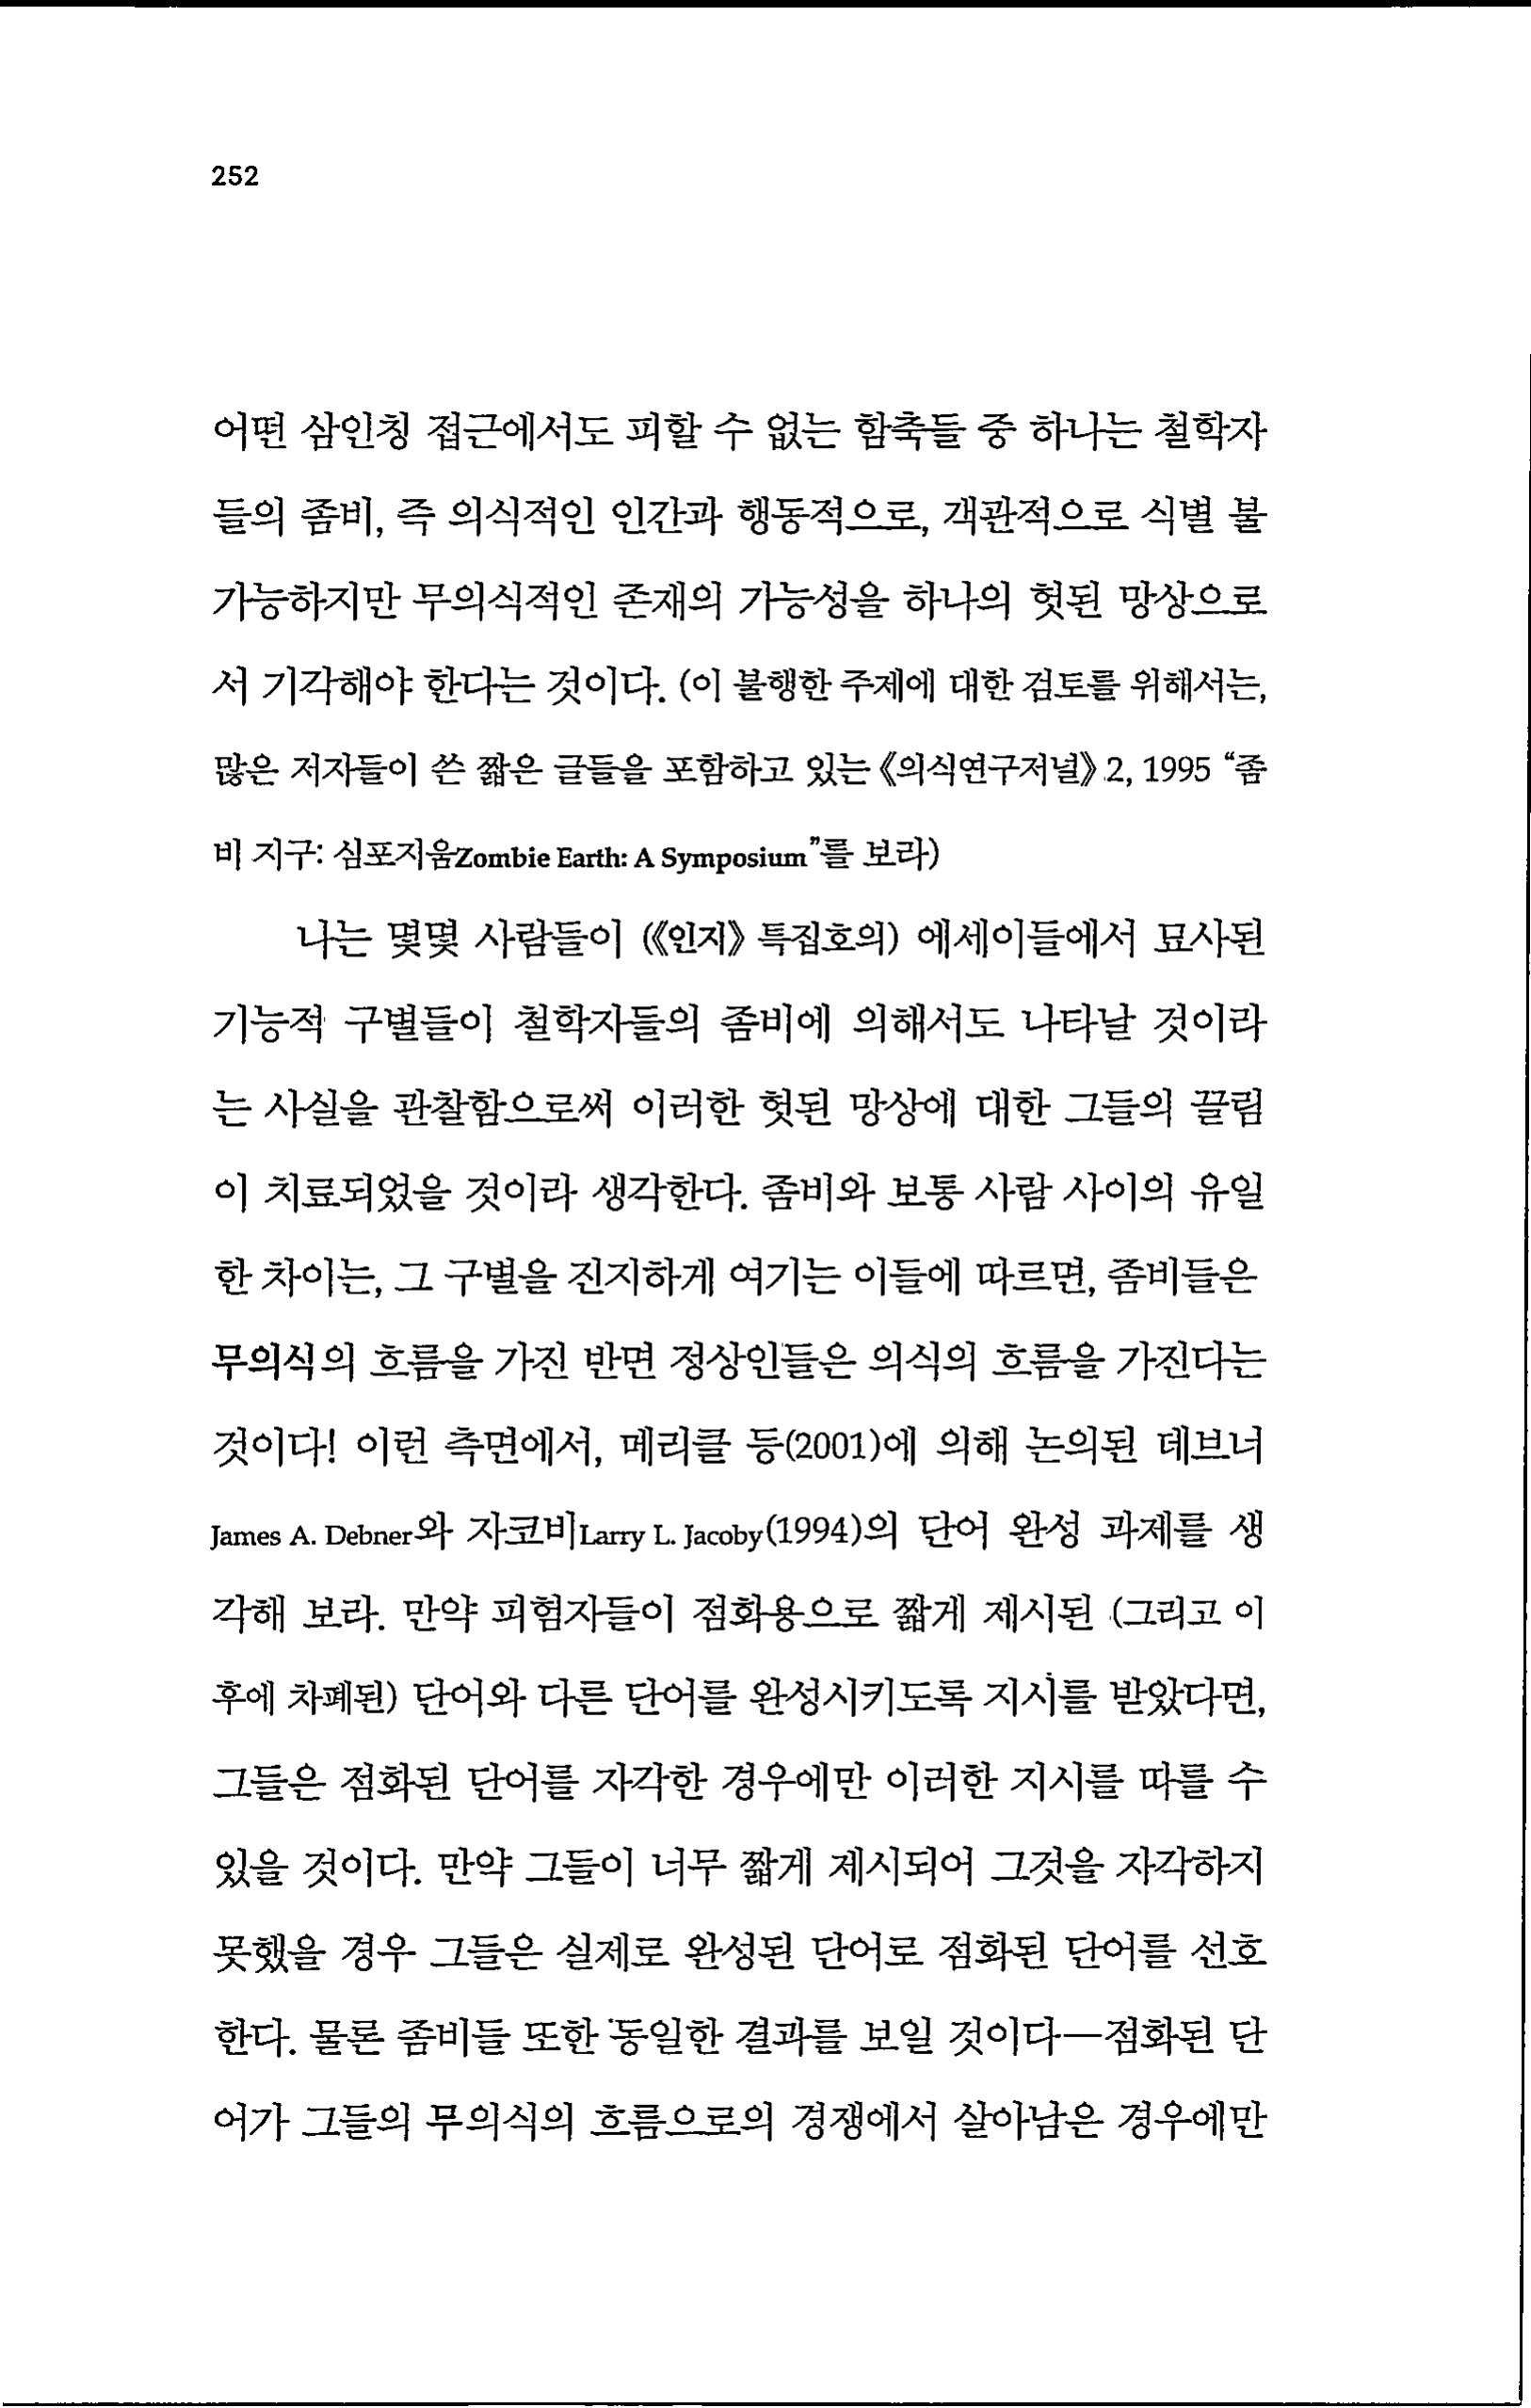 252
어떤 삼인칭 접근에서도 피할 수 없는 함축들 중 하나는 철학자
들의 좀비, 즉 의식적인 인간과 행동적으로, 객관적으로 식별 불
가능하지만 무의식적인 존재의 가능성을 하나의 헛된 망상으로
서 기각해야 한다는 것이다. (이 불행한 주제에 대한 검토를 위해서는,
많은 저자들이 쓴 짧은 글들을 포함하고 있는 《의식연구저널》 2, 1995 “좀
비 지구: 심포지움Zombie Earth: A Symposium”를 보라)
나는 몇몇 사람들이 (《인지》 특집호의) 에세이들에서 묘사된
기능적 구별들이 철학자들의 좀비에 의해서도 나타날 것이라
는 사실을 관찰함으로써 이러한 헛된 망상에 대한 그들의 끌림
이 치료되었을 것이라 생각한다. 좀비와 보통 사람 사이의 유일
한 차이는, 그 구별을 진지하게 여기는 이들에 따르면, 좀비들은
무의식의 흐름을 가진 반면 정상인들은 의식의 흐름을 가진다는
것이다! 이런 측면에서, 메리클 등(2001)에 의해 논의된 데브너
James A. Debner와 자코비Larry L. Jacoby(1994)의 단어 완성 과제를 생
각해 보라. 만약 피험자들이 점화용으로 짧게 제시된 (그리고 이
후에 차폐된) 단어와 다른 단어를 완성시키도록 지시를 받았다면,
그들은 점화된 단어를 자각한 경우에만 이러한 지시를 따를 수
있을 것이다. 만약 그들이 너무 짧게 제시되어 그것을 자각하지
못했을 경우 그들은 실제로 완성된 단어로 점화된 단어를 선호
한다. 물론 좀비들 또한 동일한 결과를 보일 것이다—점화된 단
어가 그들의 무의식의 흐름으로의 경쟁에서 살아남은 경우에만